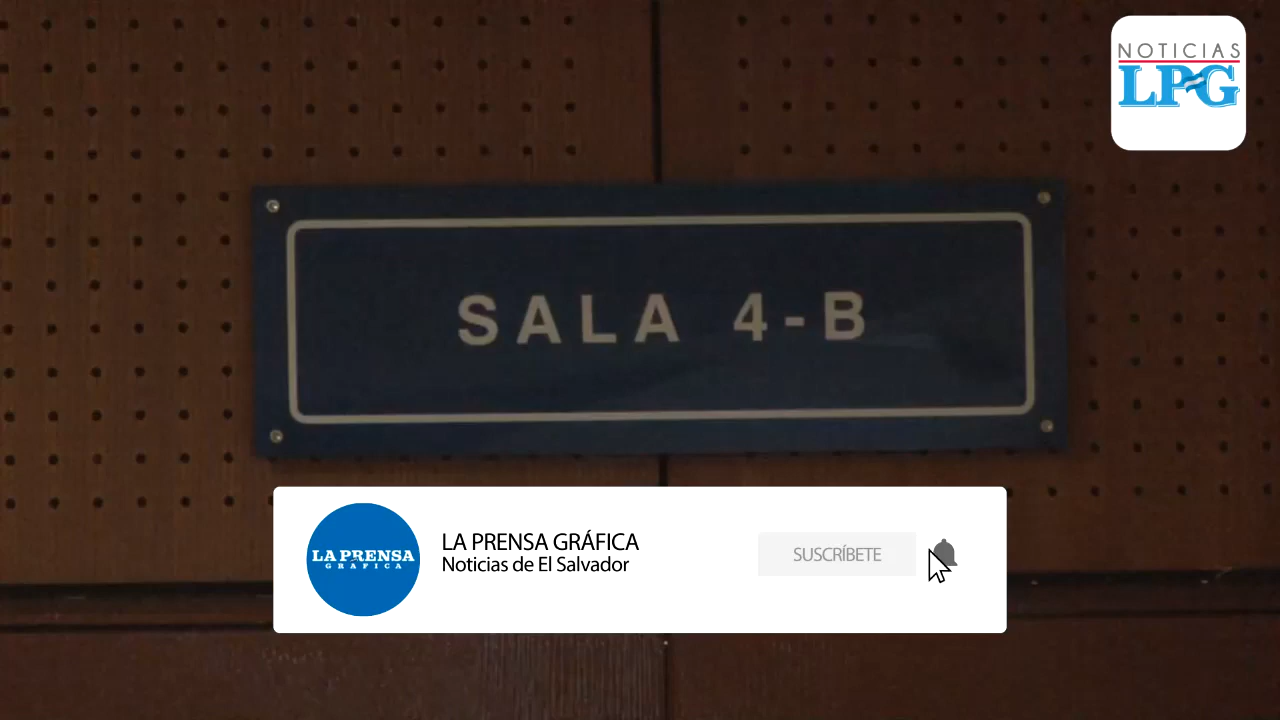 NOTICIAS
LPG
SALA 4-B
LA PRENSA
GRÁFICA
LA PRENSA GRÁFICA
Noticias de El Salvador
SUSCRÍBETE